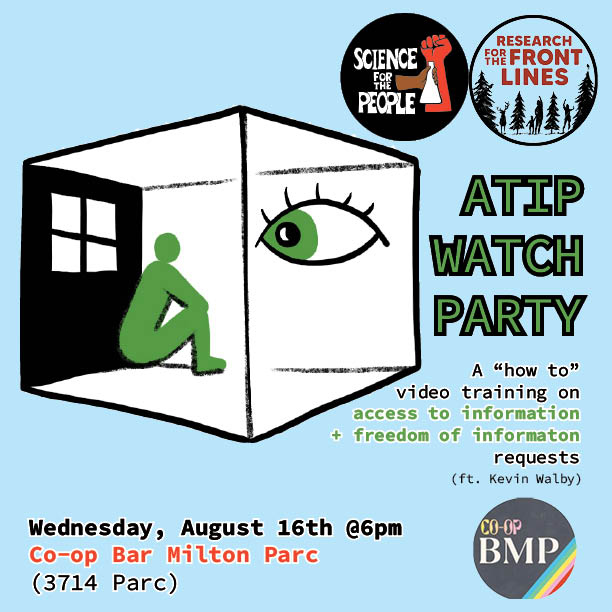 SCIENCE
FOR
THE
PEOPLE
RESEARCH
FOR
THE FRONT
LINES
ATIP
WATCH
PARTY
A “how to”
video training on
access to information
+ freedom of informaton
requests
(ft. Kevin Walby)
Wednesday, August 16th @6pm
Co-op Bar Milton Parc
(3714 Parc)
CO-OP
BMP